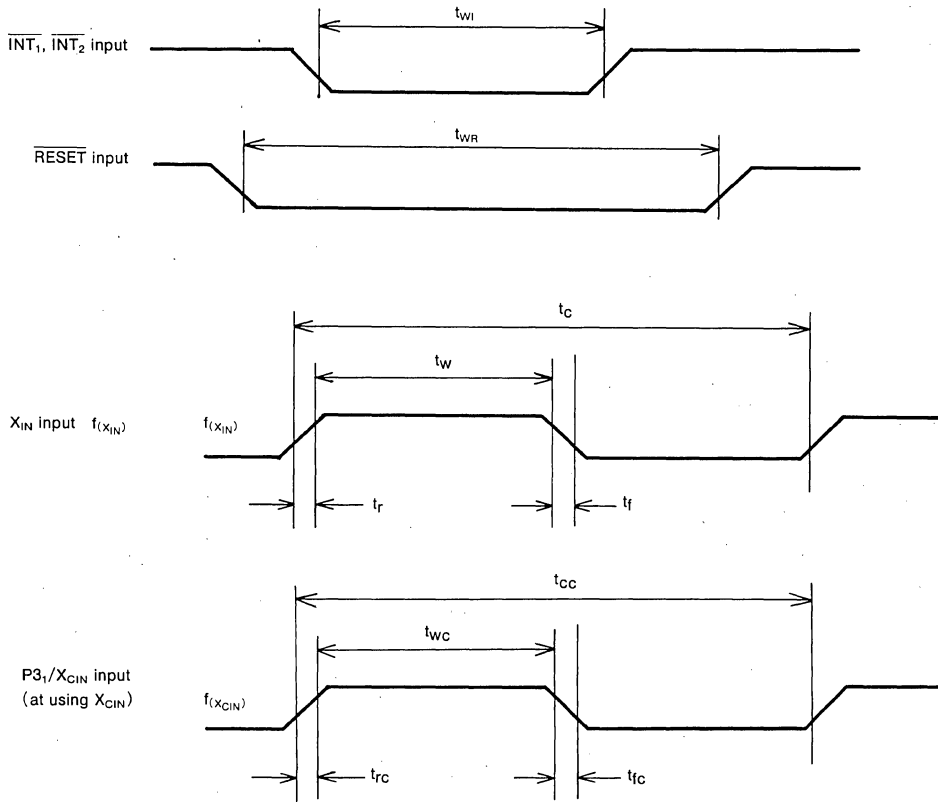 tWI
INT1, INT2 input
tWR
RESET input
tC
tW
XIN input f(XIN) f(XIN)
tr
tf
tCC
tWC
P31/XCIN input
(at using XCIN)
f(XCIN)
trc
tfc